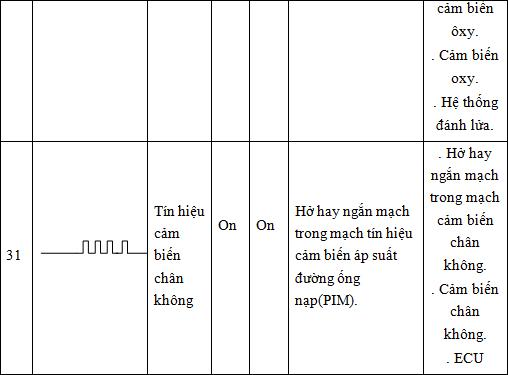 cảm biến
ôxy.
. Cảm biến
oxy.
. Hệ thống
đánh lửa.
31
Tín hiệu
cảm
biến
chân
không
On
On
Hở hay ngắn mạch
trong mạch tín hiệu
cảm biến áp suất
đường ống
nạp(PIM).
. Hở hay
ngắn mạch
trong mạch
cảm biến
chân
không.
. Cảm biến
chân
không.
. ECU